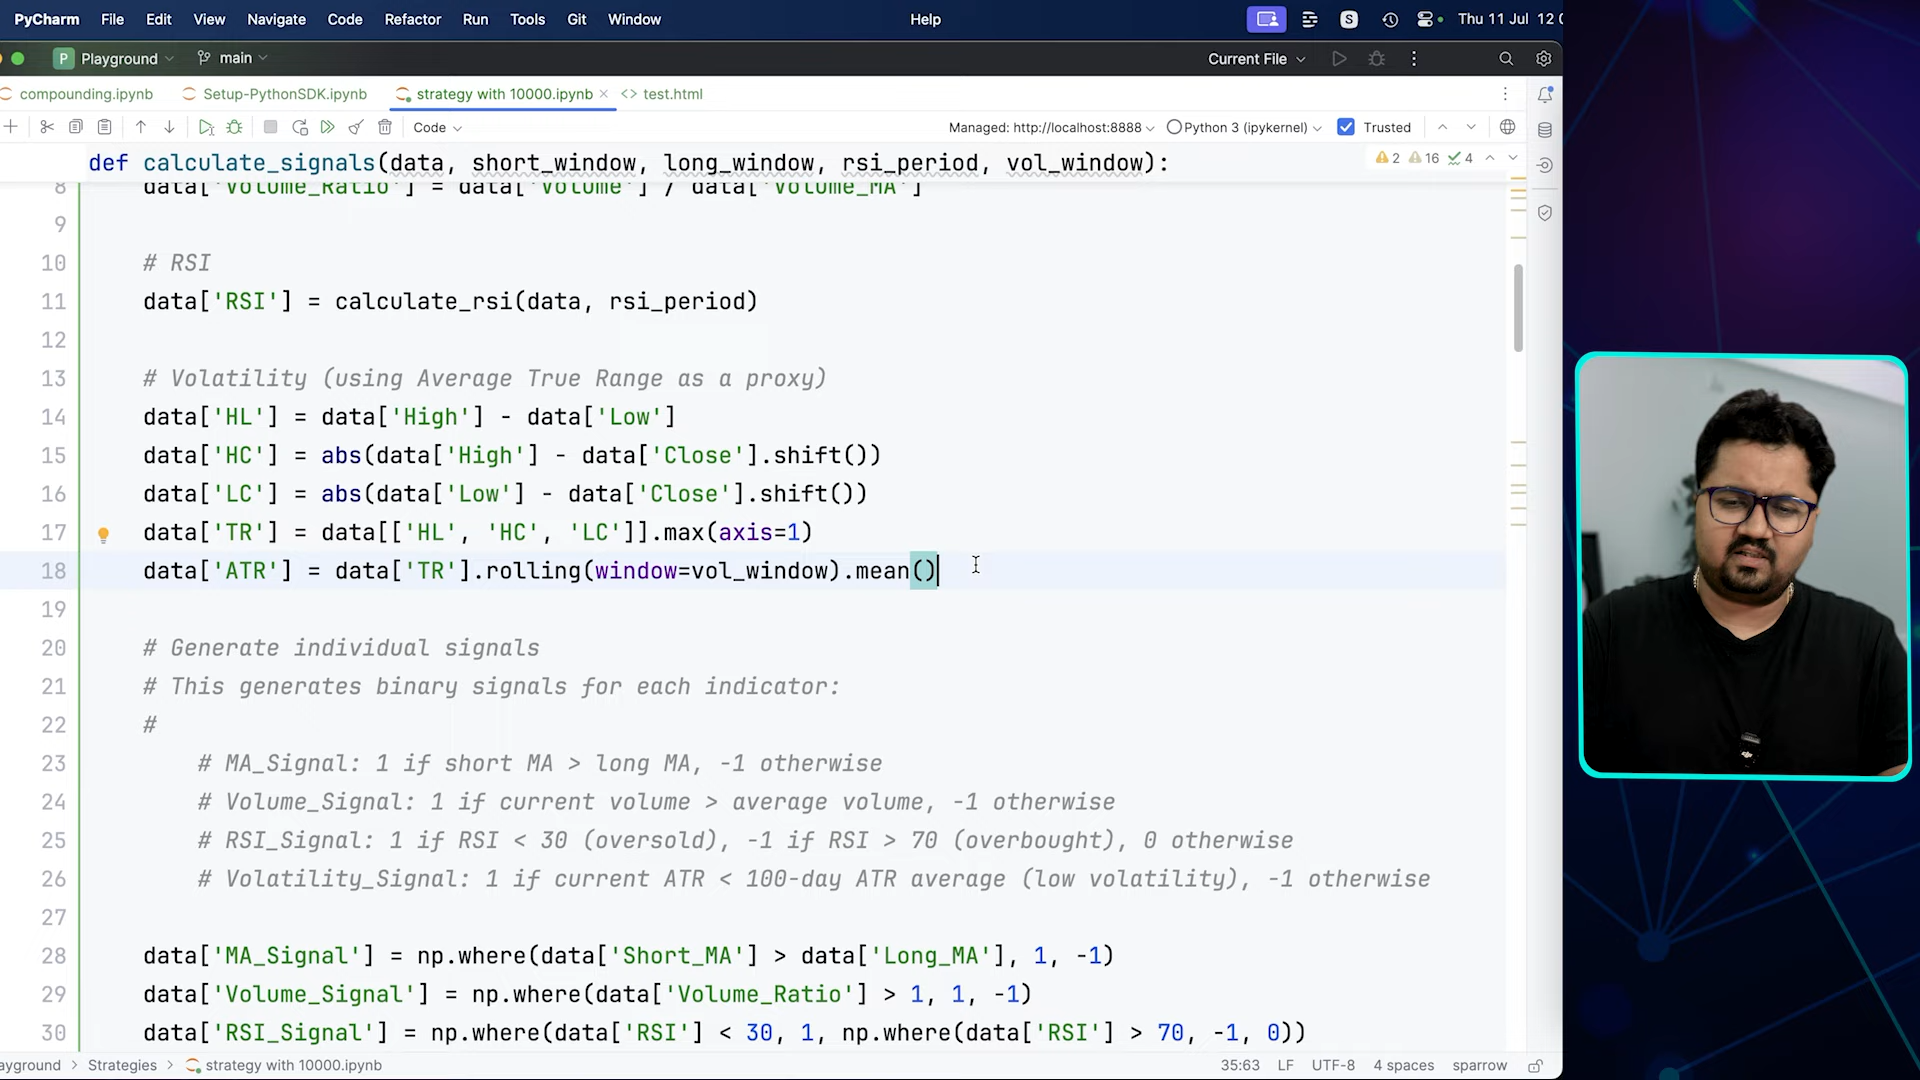 PyCharm File Edit View Navigate Code Refactor Run Tools Git Window Help S Thu 11 Jul 12
P Playground main Current File
compounding.ipynb Setup-PythonSDK.ipynb strategy with 10000.ipynb × <> test.html
Code Managed: http://localhost:8888 Python 3 (ipykernel) Trusted
def calculate_signals(data, short_window, long_window, rsi_period, vol_window): 2 16 4
8 data['Volume_Ratio'] = data['Volume'] / data['Volume_MA']
9
10 # RSI
11 data['RSI'] = calculate_rsi(data, rsi_period)
12
13 # Volatility (using Average True Range as a proxy)
14 data['HL'] = data['High'] - data['Low']
15 data['HC'] = abs(data['High'] - data['Close'].shift())
16 data['LC'] = abs(data['Low'] - data['Close'].shift())
17 data['TR'] = data[['HL', 'HC', 'LC']].max(axis=1)
18 data['ATR'] = data['TR'].rolling(window=vol_window).mean()
19
20 # Generate individual signals
21 # This generates binary signals for each indicator:
22 #
23 # MA_Signal: 1 if short MA > long MA, -1 otherwise
24 # Volume_Signal: 1 if current volume > average volume, -1 otherwise
25 # RSI_Signal: 1 if RSI < 30 (oversold), -1 if RSI > 70 (overbought), 0 otherwise
26 # Volatility_Signal: 1 if current ATR < 100-day ATR average (low volatility), -1 otherwise
27
28 data['MA_Signal'] = np.where(data['Short_MA'] > data['Long_MA'], 1, -1)
29 data['Volume_Signal'] = np.where(data['Volume_Ratio'] > 1, 1, -1)
30 data['RSI_Signal'] = np.where(data['RSI'] < 30, 1, np.where(data['RSI'] > 70, -1, 0))
ayground > Strategies > strategy with 10000.ipynb 35:63 LF UTF-8 4 spaces sparrow